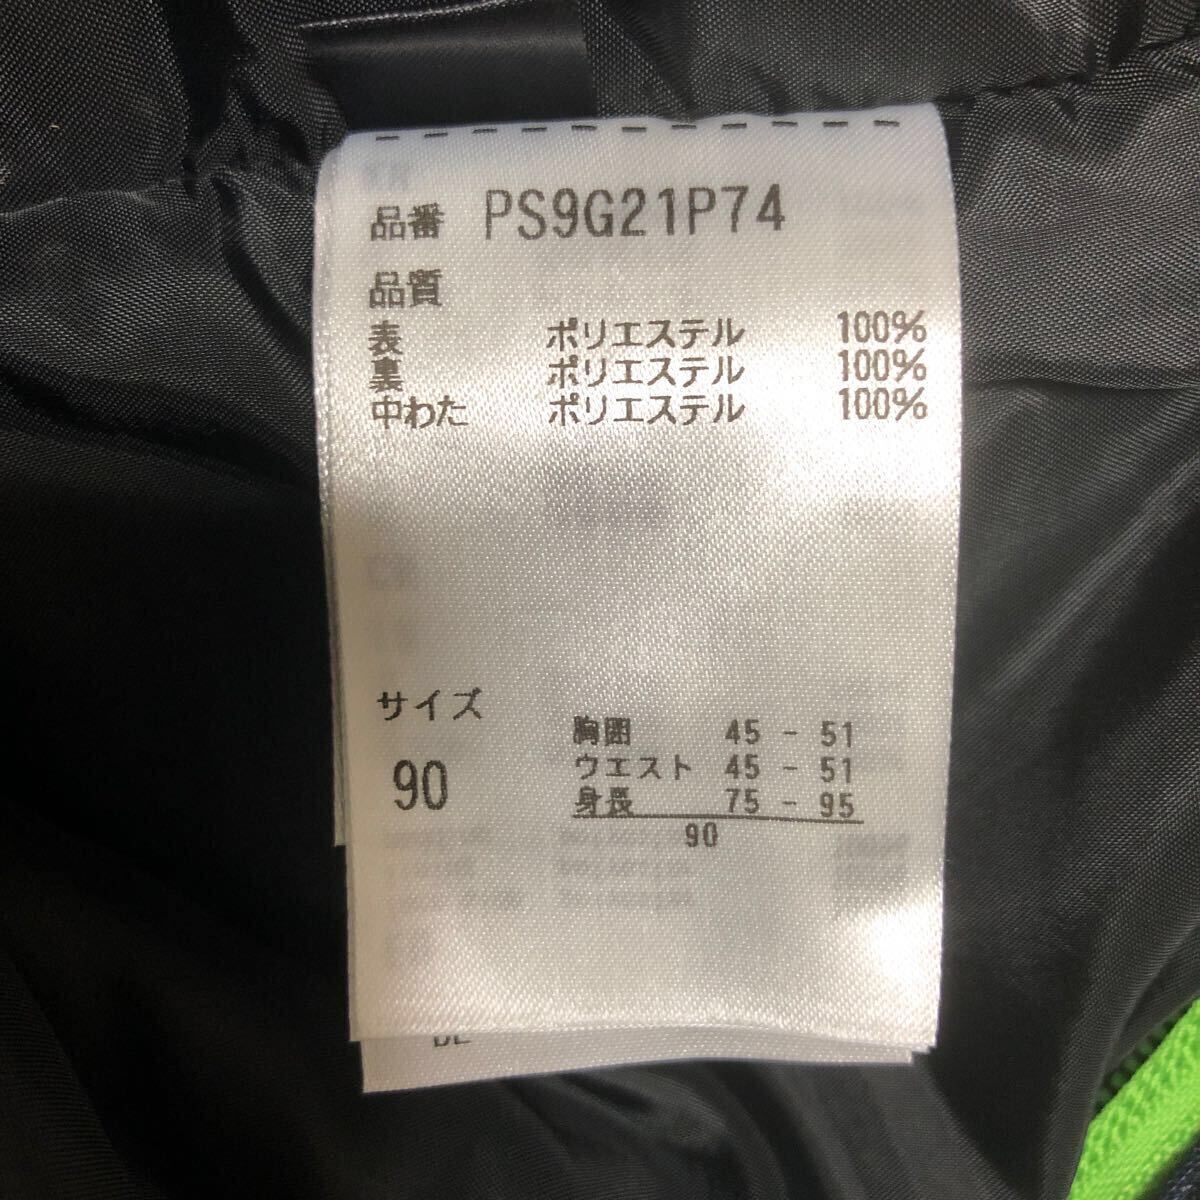 品番 PS9G21P74
品質
表 ポリエステル 100%
裏 ポリエステル 100%
中わた ポリエステル 100%
サイズ
90
胸囲 45 - 51
ウエスト 45 - 51
身長 75 - 95
90